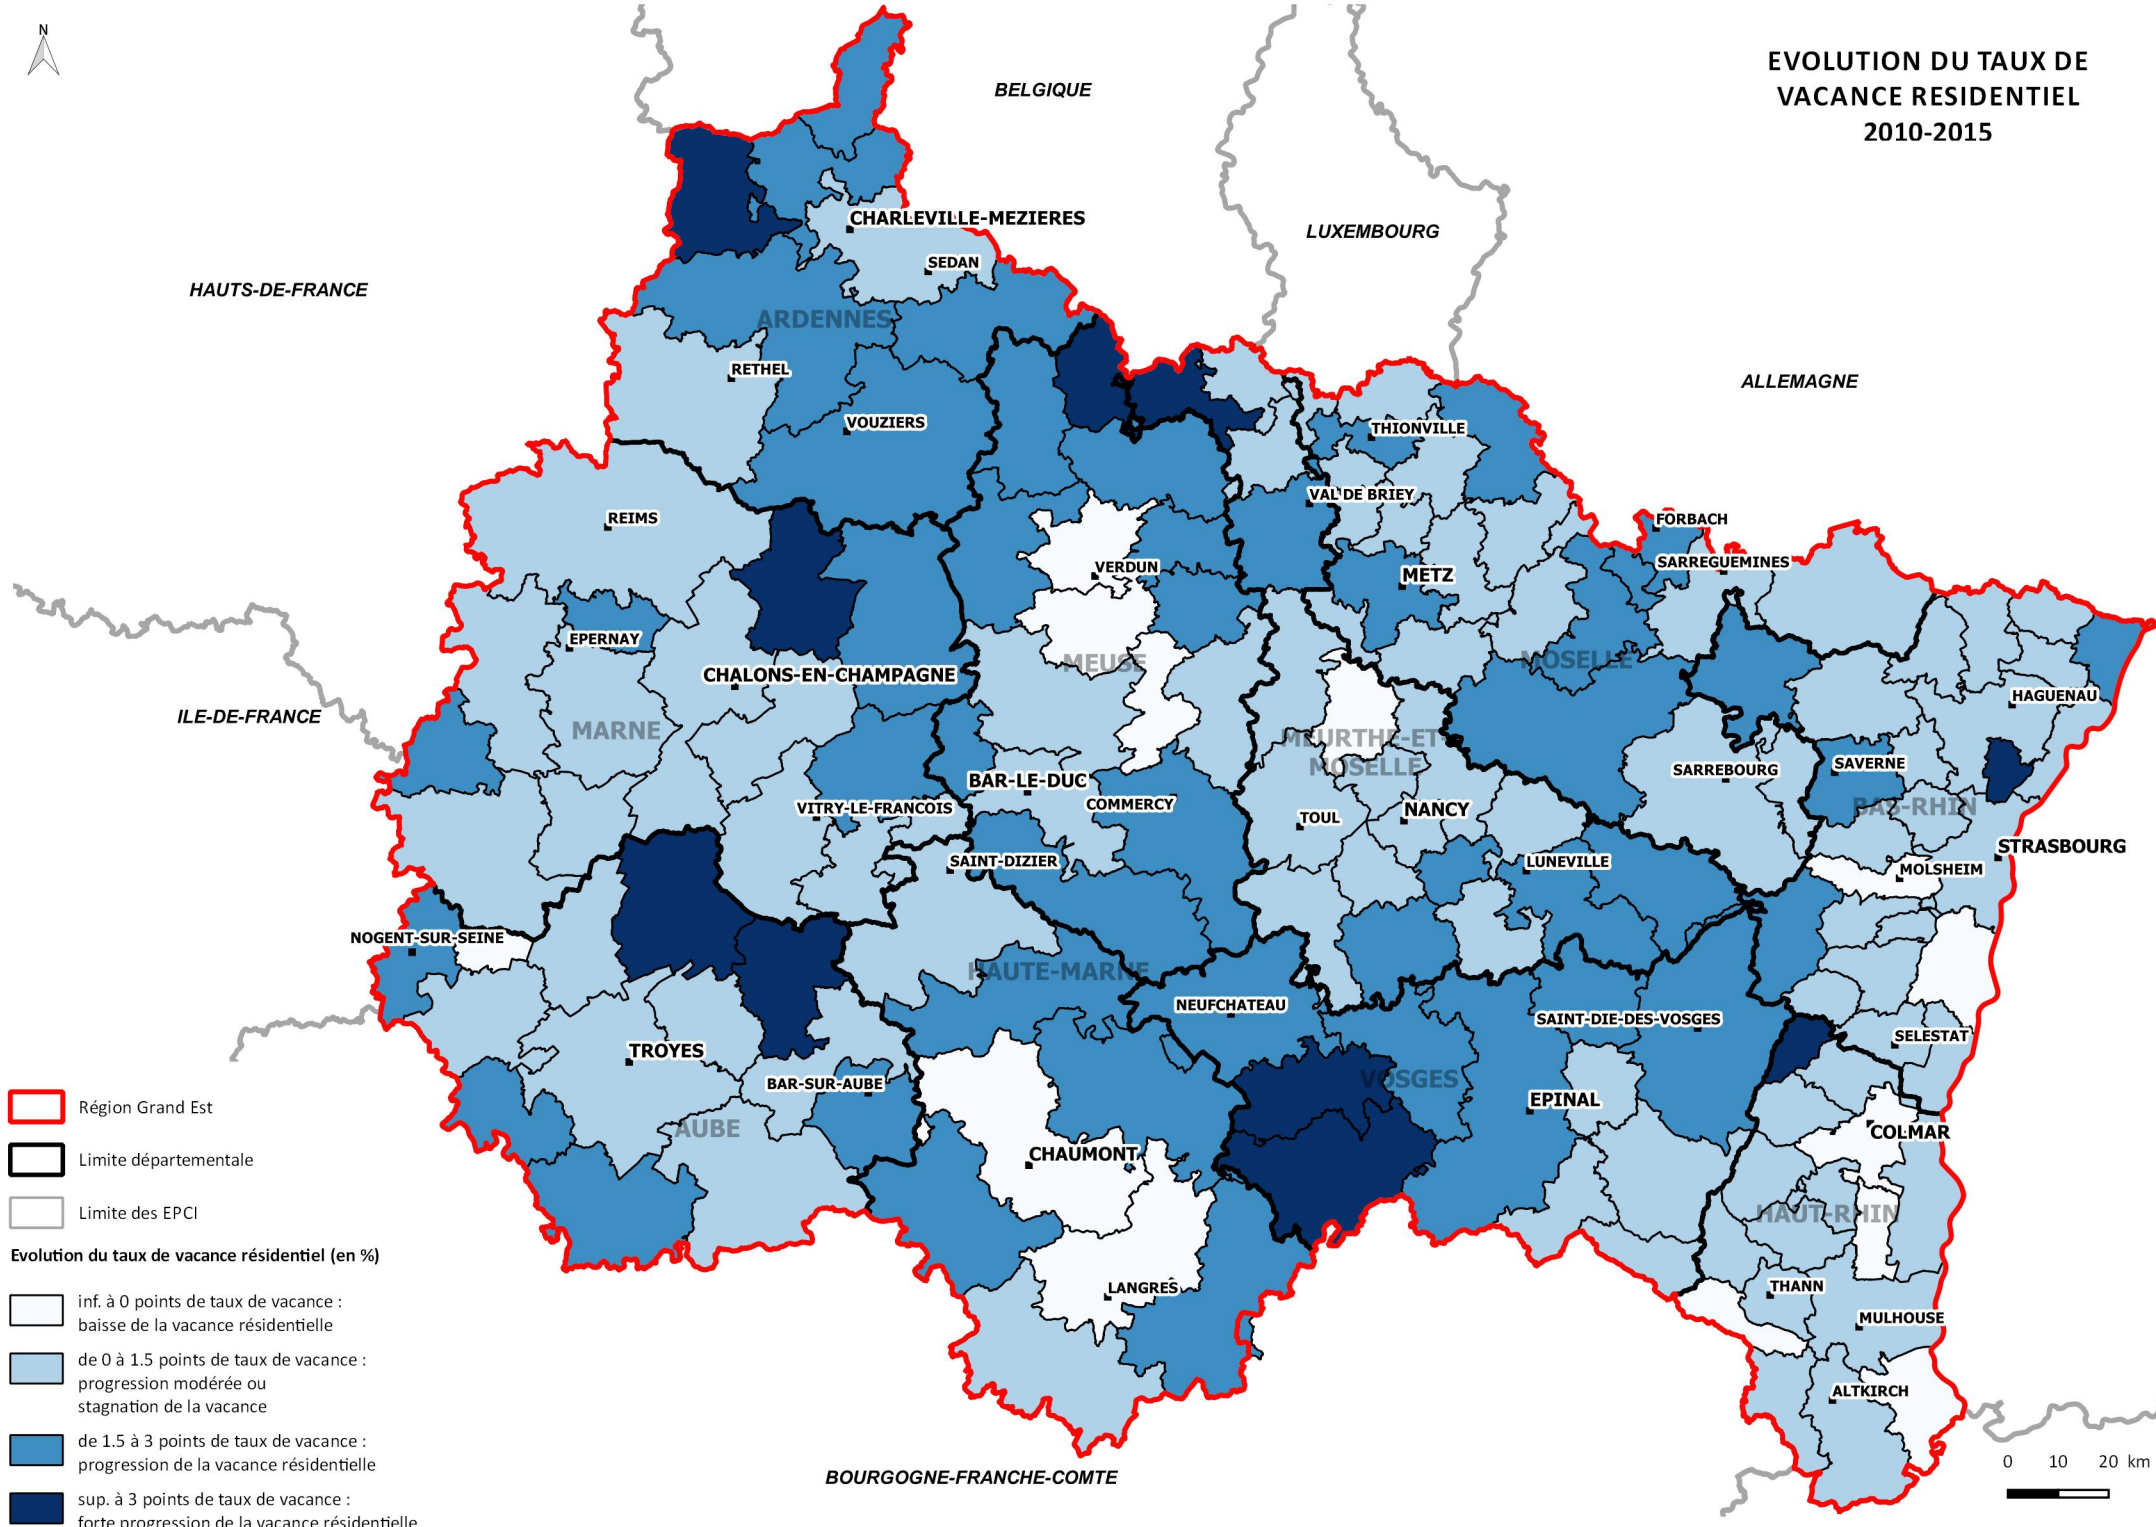 N
EVOLUTION DU TAUX DE
VACANCE RESIDENTIEL
2010-2015
BELGIQUE
LUXEMBOURG
HAUTS-DE-FRANCE
ALLEMAGNE
ILE-DE-FRANCE
BOURGOGNE-FRANCHE-COMTE
CHARLEVILLE-MEZIERES
SEDAN
ARDENNES
RETHEL
VOUZIERS
THIONVILLE
VAL DE BRIEY
REIMS
FORBACH
SARREGUEMINES
VERDUN
METZ
EPERNAY
MEUSE
MOSELLE
CHALONS-EN-CHAMPAGNE
HAGUENAU
MARNE
MEURTHE-ET-
MOSELLE
SARREBOURG
SAVERNE
BAR-LE-DUC
COMMERCY
VITRY-LE-FRANCOIS
BAS-RHIN
TOUL
NANCY
STRASBOURG
SAINT-DIZIER
LUNEVILLE
MOLSHEIM
NOGENT-SUR-SEINE
HAUTE-MARNE
NEUFCHATEAU
SAINT-DIE-DES-VOSGES
SELESTAT
TROYES
BAR-SUR-AUBE
VOSGES
EPINAL
AUBE
COLMAR
CHAUMONT
HAUT-RHIN
LANGRES
THANN
MULHOUSE
ALTKIRCH
Région Grand Est
Limite départementale
Limite des EPCI
Evolution du taux de vacance résidentiel (en %)
inf. à 0 points de taux de vacance :
baisse de la vacance résidentielle
de 0 à 1.5 points de taux de vacance :
progression modérée ou
stagnation de la vacance
de 1.5 à 3 points de taux de vacance :
progression de la vacance résidentielle
sup. à 3 points de taux de vacance :
forte progression de la vacance résidentielle
0 10 20 km